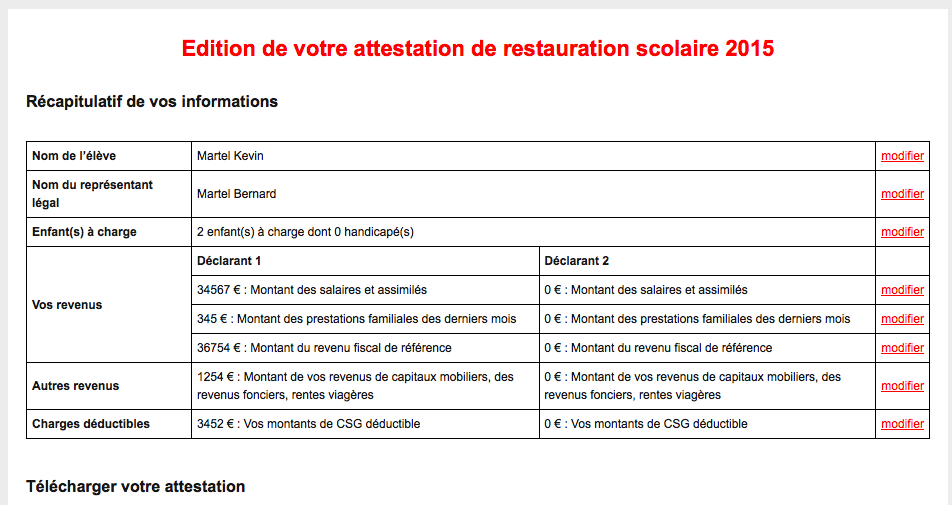 Edition de votre attestation de restauration scolaire 2015
Récapitulatif de vos informations
Nom de l'élève Martel Kevin modifier
Nom du représentant
légal Martel Bernard modifier
Enfant(s) à charge 2 enfant(s) à charge dont 0 handicapé(s) modifier
Déclarant 1 Déclarant 2
Vos revenus
34567 € : Montant des salaires et assimilés 0 € : Montant des salaires et assimilés modifier
345 € : Montant des prestations familiales des derniers mois 0 € : Montant des prestations familiales des derniers mois modifier
36754 € : Montant du revenu fiscal de référence 0 € : Montant du revenu fiscal de référence modifier
Autres revenus 1254 € : Montant de vos revenus de capitaux mobiliers, des 0 € : Montant de vos revenus de capitaux mobiliers, des modifier
revenus fonciers, rentes viagères revenus fonciers, rentes viagères
Charges déductibles 3452 € : Vos montants de CSG déductible 0 € : Vos montants de CSG déductible modifier
Télécharger votre attestation